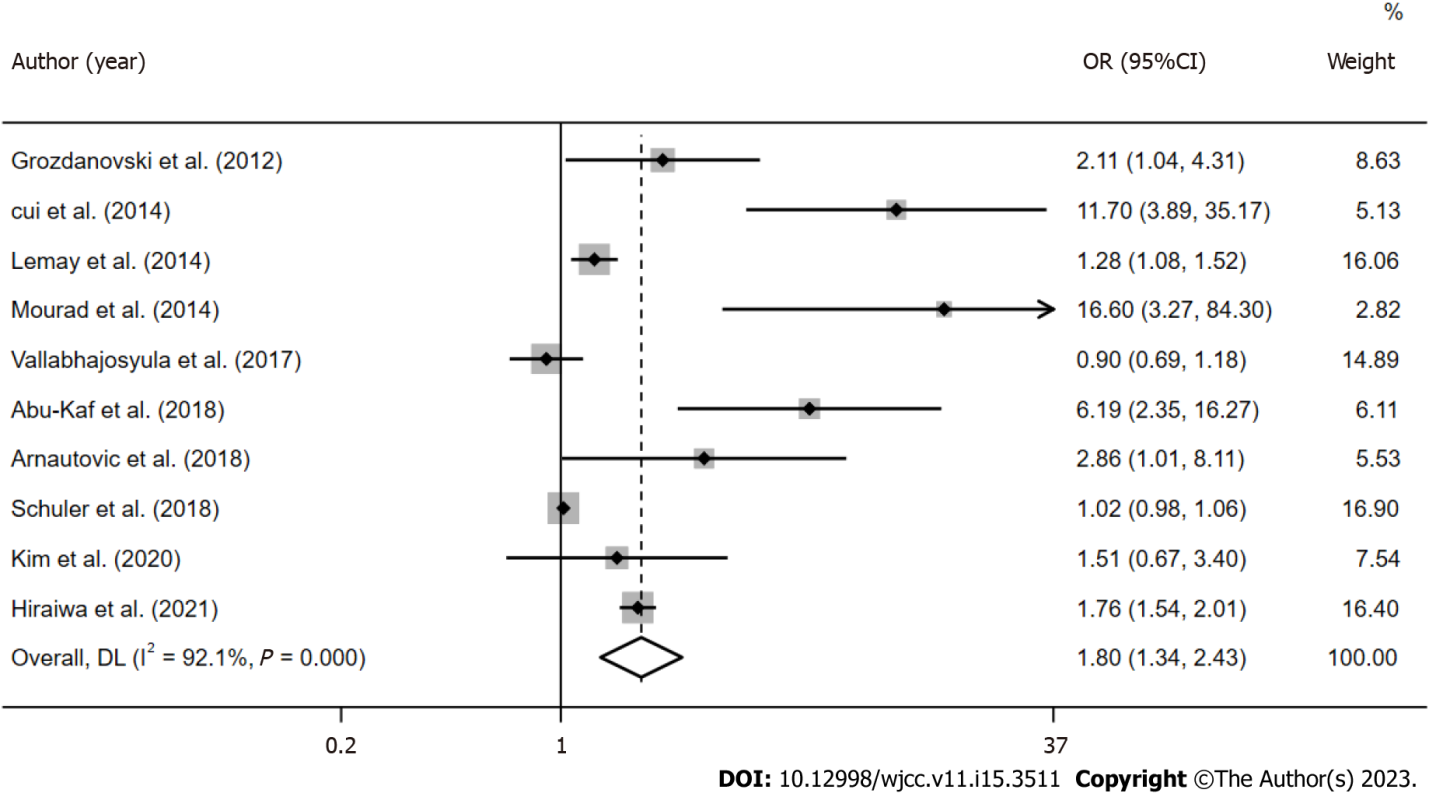 %
Author (year) OR (95%CI) Weight
Grozdanovski et al. (2012) 2.11 (1.04, 4.31) 8.63
cui et al. (2014) 11.70 (3.89, 35.17) 5.13
Lemay et al. (2014) 1.28 (1.08, 1.52) 16.06
Mourad et al. (2014) 16.60 (3.27, 84.30) 2.82
Vallabhajosyula et al. (2017) 0.90 (0.69, 1.18) 14.89
Abu-Kaf et al. (2018) 6.19 (2.35, 16.27) 6.11
Arnautovic et al. (2018) 2.86 (1.01, 8.11) 5.53
Schuler et al. (2018) 1.02 (0.98, 1.06) 16.90
Kim et al. (2020) 1.51 (0.67, 3.40) 7.54
Hiraiwa et al. (2021) 1.76 (1.54, 2.01) 16.40
Overall, DL (I² = 92.1%, P = 0.000) 1.80 (1.34, 2.43) 100.00
0.2 1 37
DOI: 10.12998/wjcc.v11.i15.3511 Copyright ©The Author(s) 2023.